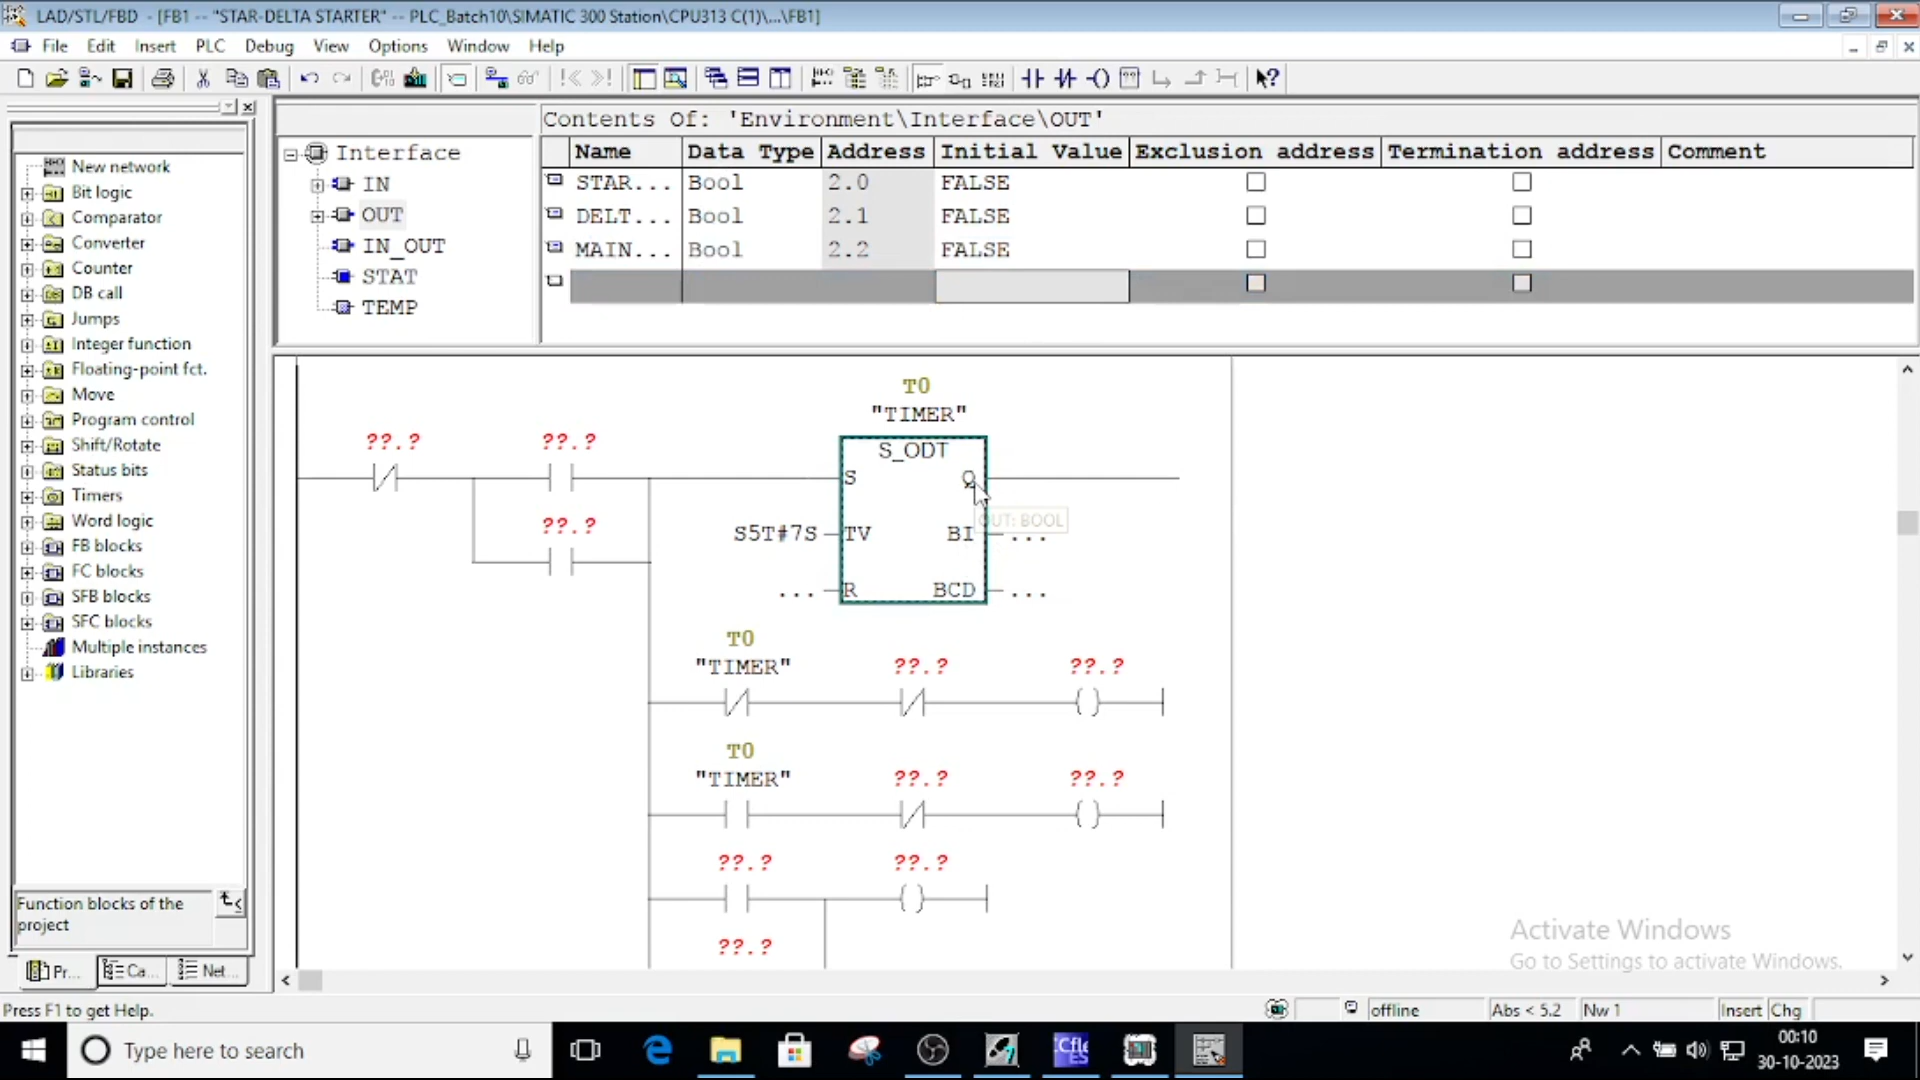 LAD/STL/FBD - [FB1 -- "STAR-DELTA STARTER" -- PLC_Batch10\SIMATIC 300 Station\CPU313 C(1)\...\FB1]
File Edit Insert PLC Debug View Options Window Help
New network
Bit logic
Comparator
Converter
Counter
DB call
Jumps
Integer function
Floating-point fct.
Move
Program control
Shift/Rotate
Status bits
Timers
Word logic
FB blocks
FC blocks
SFB blocks
SFC blocks
Multiple instances
Libraries
Function blocks of the
project
Pr... Ca... Net...
Interface
IN
OUT
IN_OUT
STAT
TEMP
Contents Of: 'Environment\Interface\OUT'
Name Data Type Address Initial Value Exclusion address Termination address Comment
STAR... Bool 2.0 FALSE
DELT... Bool 2.1 FALSE
MAIN... Bool 2.2 FALSE
T0
"TIMER"
??.? ??.? S_ODT
S Q
OUT: BOOL
??.?
S5T#7S TV BI ...
... R BCD ...
T0
"TIMER" ??.? ??.?
T0
"TIMER" ??.? ??.?
??.? ??.?
??.?
Activate Windows
Go to Settings to activate Windows.
Press F1 to get Help.
offline Abs < 5.2 Nw 1 Insert Chg
Type here to search
00:10
30-10-2023